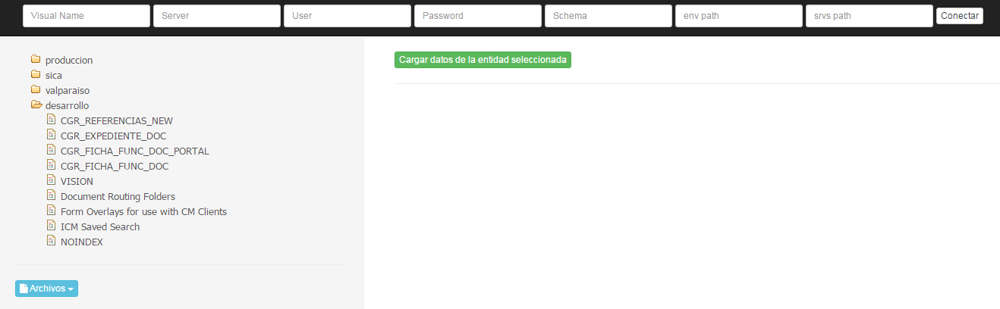 Visual Name Server User Password Schema env path srvs path Conectar
produccion
sica
valparaiso
desarrollo
CGR_REFERENCIAS_NEW
CGR_EXPEDIENTE_DOC
CGR_FICHA_FUNC_DOC_PORTAL
CGR_FICHA_FUNC_DOC
VISION
Document Routing Folders
Form Overlays for use with CM Clients
ICM Saved Search
NOINDEX
Archivos
Cargar datos de la entidad seleccionada